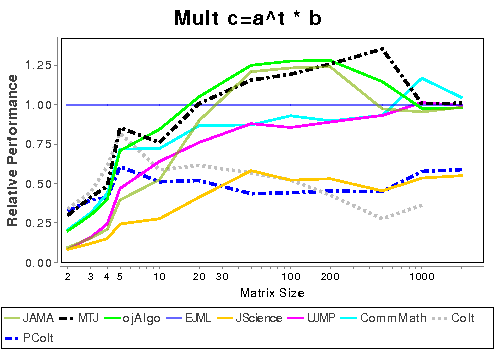 Mult c=a^t * b
Relative Performance
1.25
1.00
0.75
0.50
0.25
0.00
2 3 4 5 10 20 30 100 200 1000
Matrix Size
JAMA MTJ ojAlgo EJML JScience UJMP CommMath Colt
PColt